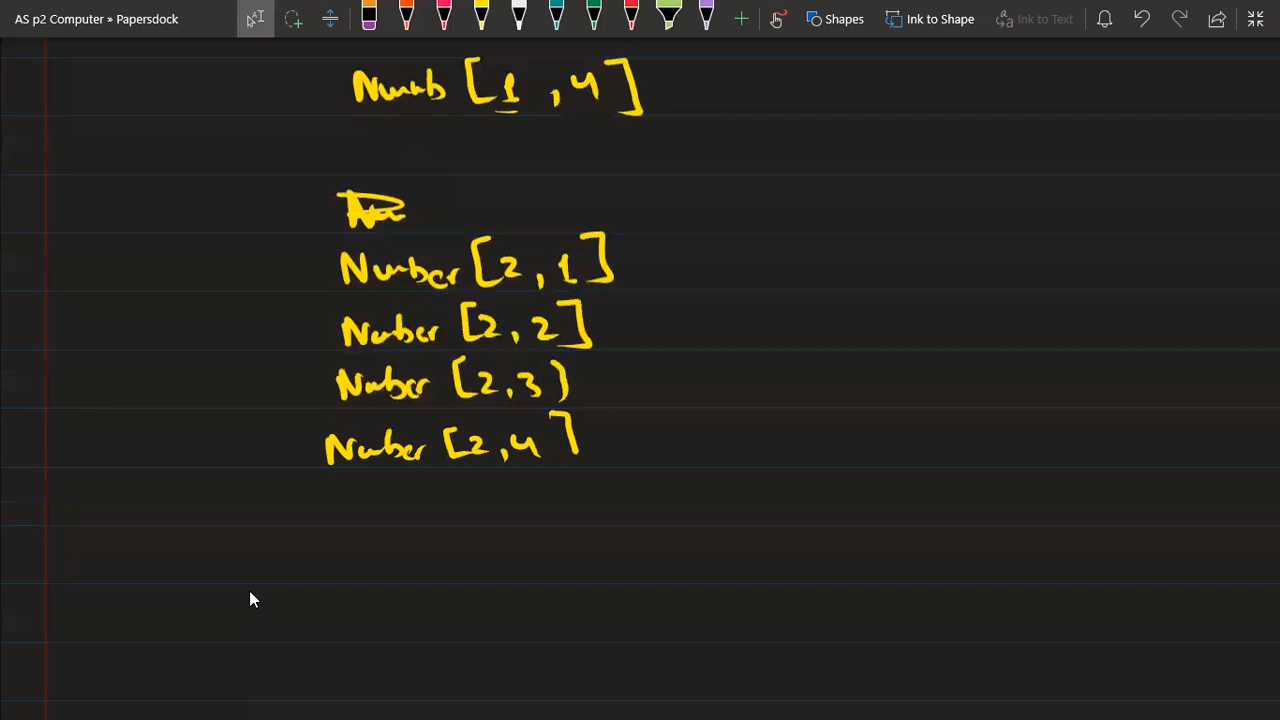 AS p2 Computer » Papersdock
Shapes
Ink to Shape
Ink to Text
Numb [1 , 4]
Number [2 , 1]
Number [2 , 2]
Number [2 , 3)
Number [2 , 4]